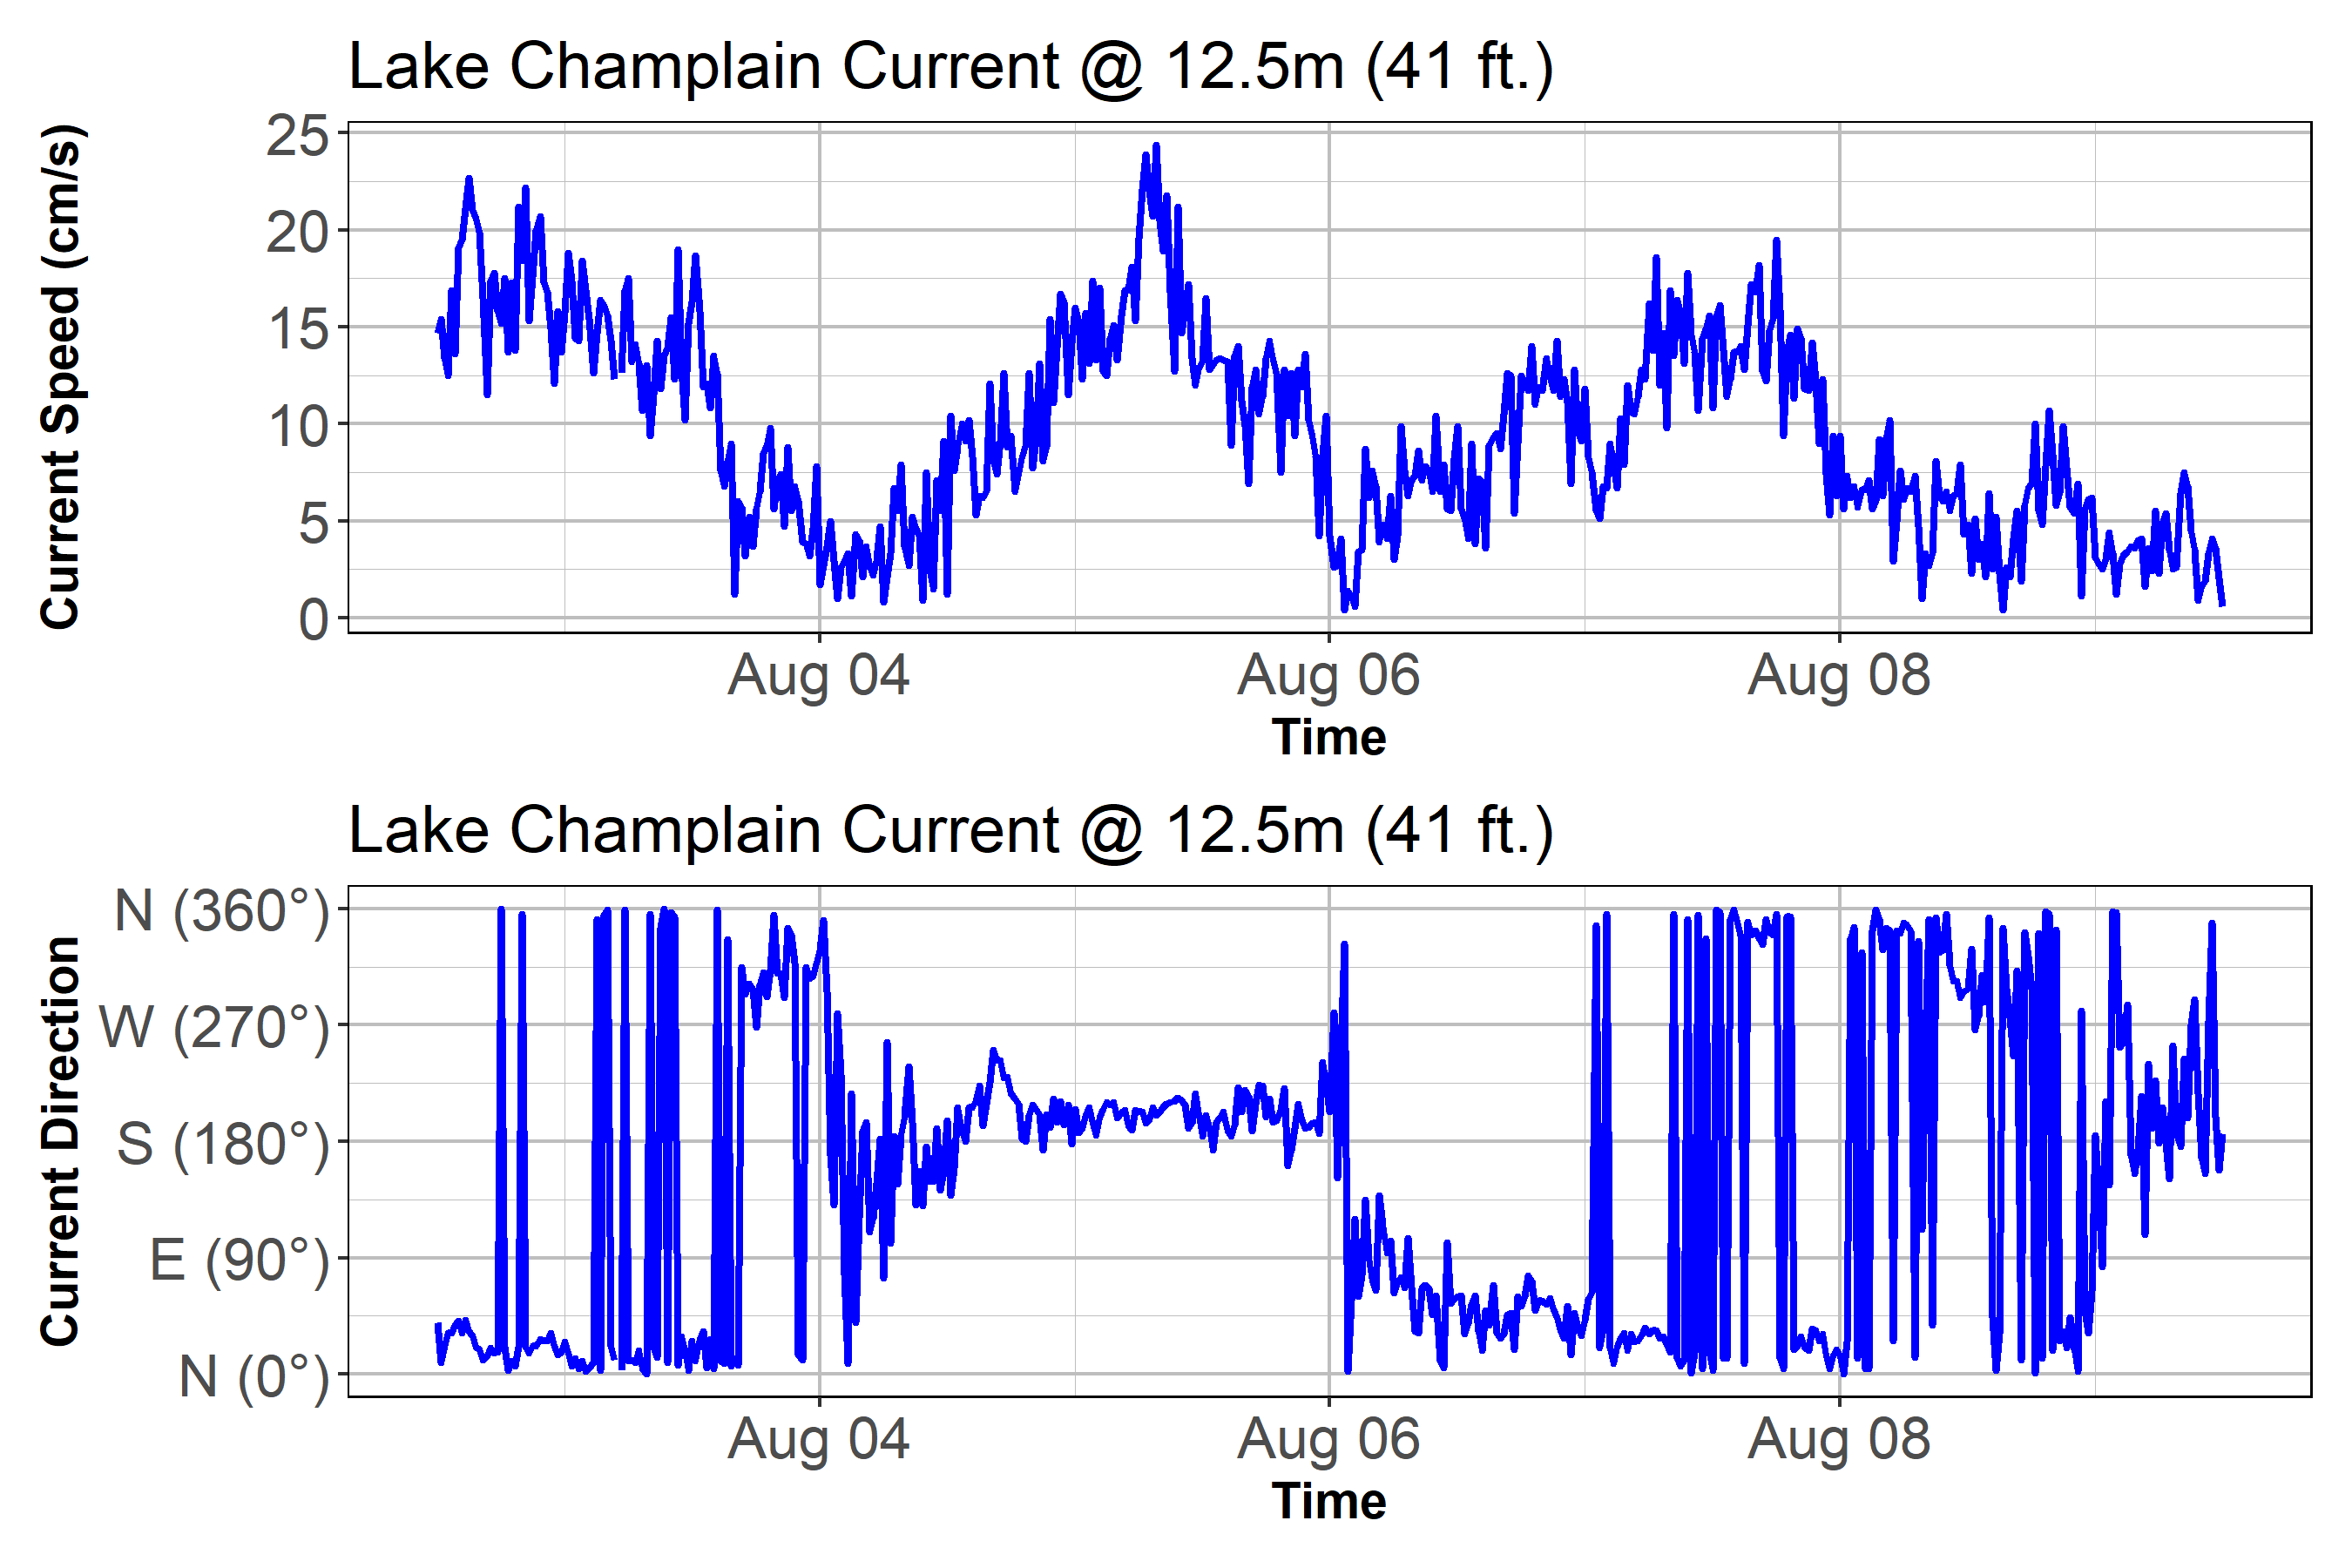 Lake Champlain Current @ 12.5m (41 ft.)
Current Speed (cm/s)
25
20
15
10
5
0
Aug 04
Aug 06
Aug 08
Time
Lake Champlain Current @ 12.5m (41 ft.)
Current Direction
N (360°)
W (270°)
S (180°)
E (90°)
N (0°)
Aug 04
Aug 06
Aug 08
Time